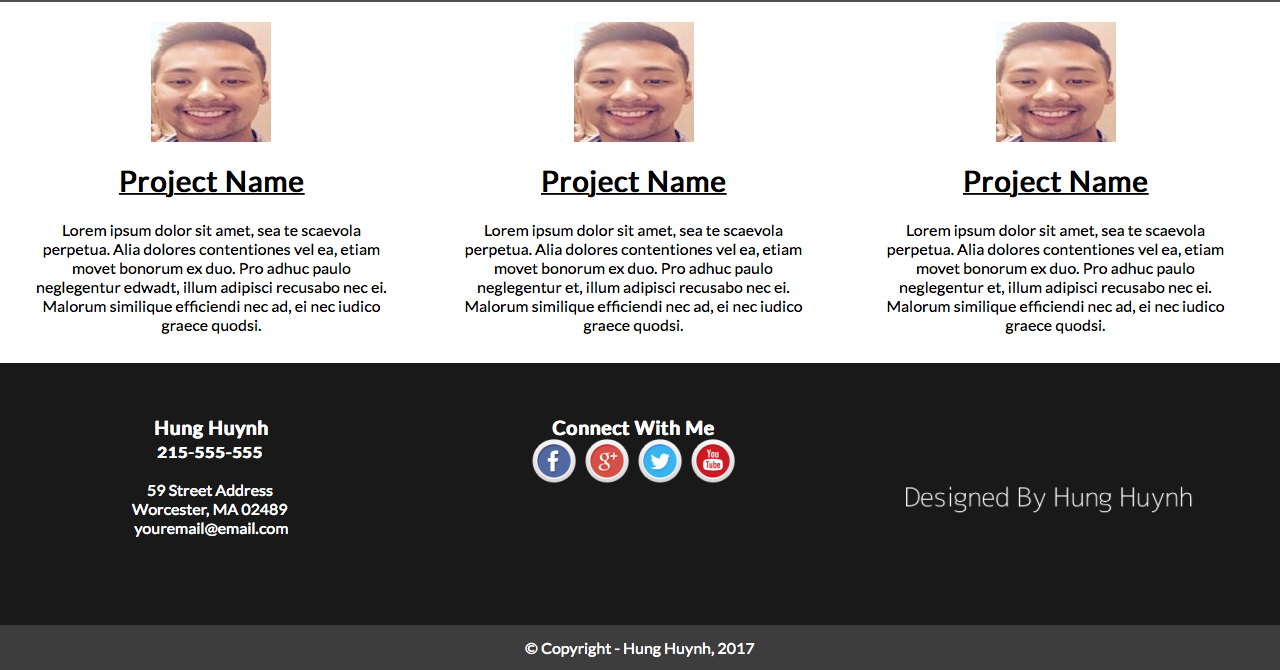 Project Name
Lorem ipsum dolor sit amet, sea te scaevola
perpetua. Alia dolores contentiones vel ea, etiam
movet bonorum ex duo. Pro adhuc paulo
neglegentur edwadt, illum adipisci recusabo nec ei.
Malorum similique efficiendi nec ad, ei nec iudico
graece quodsi.
Project Name
Lorem ipsum dolor sit amet, sea te scaevola
perpetua. Alia dolores contentiones vel ea, etiam
movet bonorum ex duo. Pro adhuc paulo
neglegentur et, illum adipisci recusabo nec ei.
Malorum similique efficiendi nec ad, ei nec iudico
graece quodsi.
Project Name
Lorem ipsum dolor sit amet, sea te scaevola
perpetua. Alia dolores contentiones vel ea, etiam
movet bonorum ex duo. Pro adhuc paulo
neglegentur et, illum adipisci recusabo nec ei.
Malorum similique efficiendi nec ad, ei nec iudico
graece quodsi.
Hung Huynh
215-555-555
59 Street Address
Worcester, MA 02489
youremail@email.com
Connect With Me
f g+ You
Tube
Designed By Hung Huynh
© Copyright - Hung Huynh, 2017